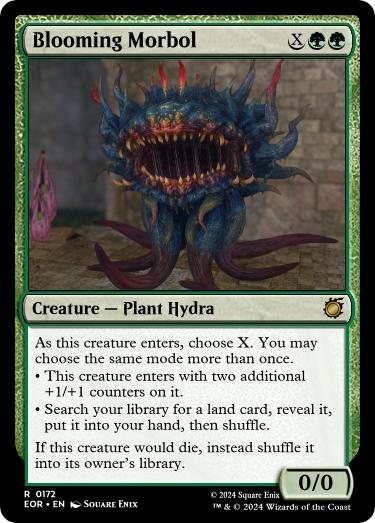 Blooming Morbol X
Creature — Plant Hydra
As this creature enters, choose X. You may
choose the same mode more than once.
• This creature enters with two additional
+1/+1 counters on it.
• Search your library for a land card, reveal it,
put it into your hand, then shuffle.
If this creature would die, instead shuffle it
into its owner's library.
0/0
R 0172
EOR • EN SQUARE ENIX
© 2024 Square Enix
™ & © 2024 Wizards of the Coast